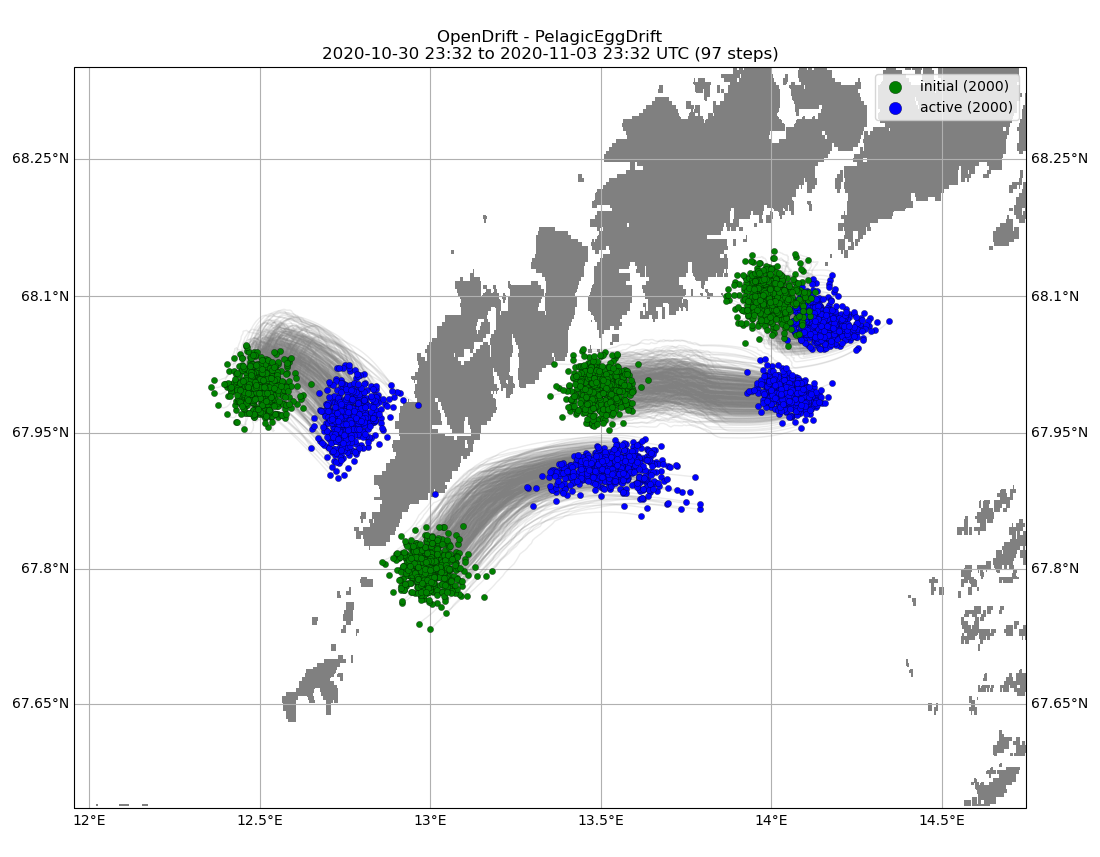 OpenDrift - PelagicEggDrift
2020-10-30 23:32 to 2020-11-03 23:32 UTC (97 steps)
initial (2000)
active (2000)
68.25°N
68.25°N
68.1°N
68.1°N
67.95°N
67.95°N
67.8°N
67.8°N
67.65°N
67.65°N
12°E
12.5°E
13°E
13.5°E
14°E
14.5°E